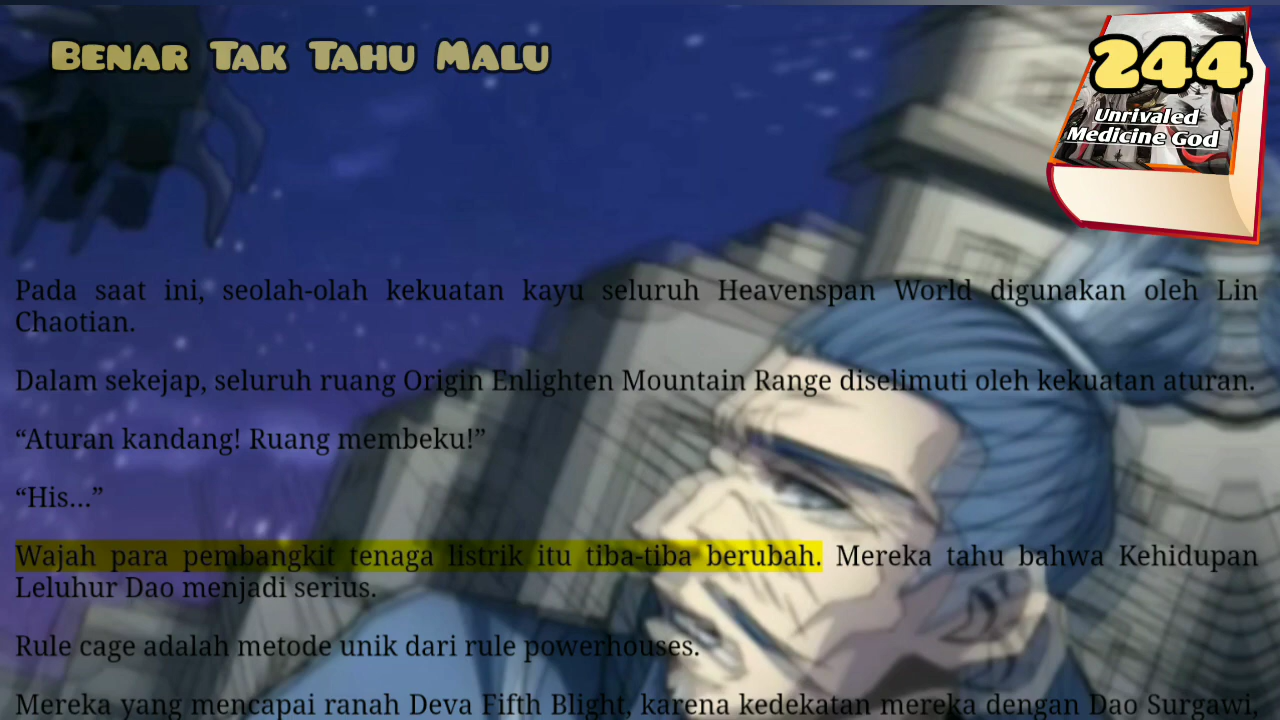 Benar Tak Tahu Malu
244
Unrivaled
Medicine God
Pada saat ini, seolah-olah kekuatan kayu seluruh Heavenspan World digunakan oleh Lin
Chaotian.
Dalam sekejap, seluruh ruang Origin Enlighten Mountain Range diselimuti oleh kekuatan aturan.
“Aturan kandang! Ruang membeku!”
“His…”
Wajah para pembangkit tenaga listrik itu tiba-tiba berubah. Mereka tahu bahwa Kehidupan
Leluhur Dao menjadi serius.
Rule cage adalah metode unik dari rule powerhouses.
Mereka yang mencapai ranah Deva Fifth Blight, karena kedekatan mereka dengan Dao Surgawi,